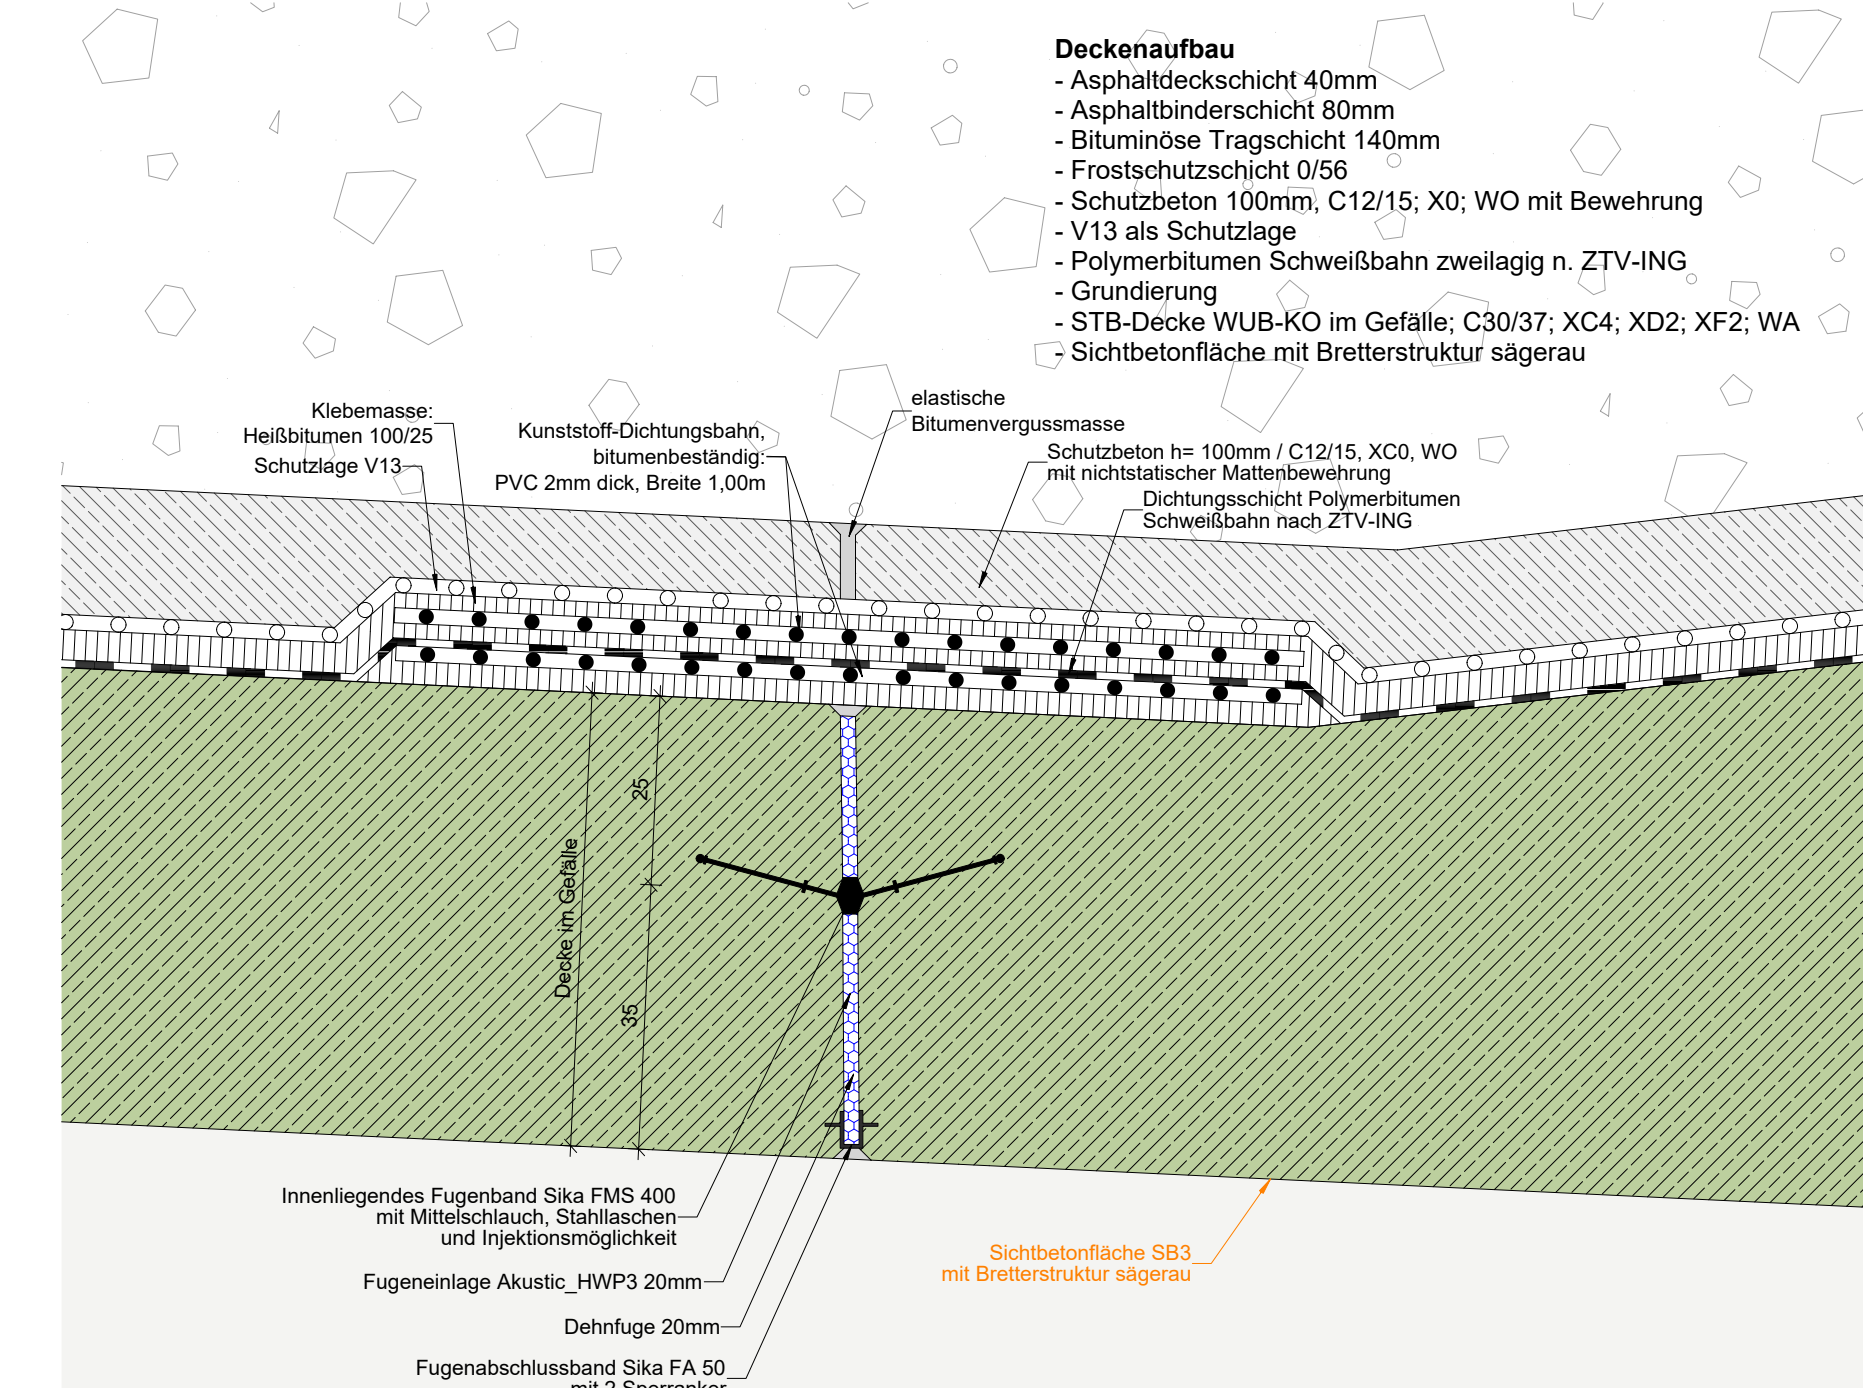 Deckenaufbau
- Asphaltdeckschicht 40mm
- Asphaltbinderschicht 80mm
- Bituminöse Tragschicht 140mm
- Frostschutzschicht 0/56
- Schutzbeton 100mm, C12/15; X0; WO mit Bewehrung
- V13 als Schutzlage
- Polymerbitumen Schweißbahn zweilagig n. ZTV-ING
- Grundierung
- STB-Decke WUB-KO im Gefälle; C30/37; XC4; XD2; XF2; WA
- Sichtbetonfläche mit Bretterstruktur sägerau
Klebemasse:
Heißbitumen 100/25
Schutzlage V13
Kunststoff-Dichtungsbahn,
bitumenbeständig:
PVC 2mm dick, Breite 1,00m
elastische
Bitumenvergussmasse
Schutzbeton h= 100mm / C12/15, XC0, WO
mit nichtstatischer Mattenbewehrung
Dichtungsschicht Polymerbitumen
Schweißbahn nach ZTV-ING
25
Decke im Gefälle
35
Innenliegendes Fugenband Sika FMS 400
mit Mittelschlauch, Stahllaschen
und Injektionsmöglichkeit
Fugeneinlage Akustic_HWP3 20mm
Dehnfuge 20mm
Fugenabschlussband Sika FA 50
mit 2 Sperranker
Sichtbetonfläche SB3
mit Bretterstruktur sägerau